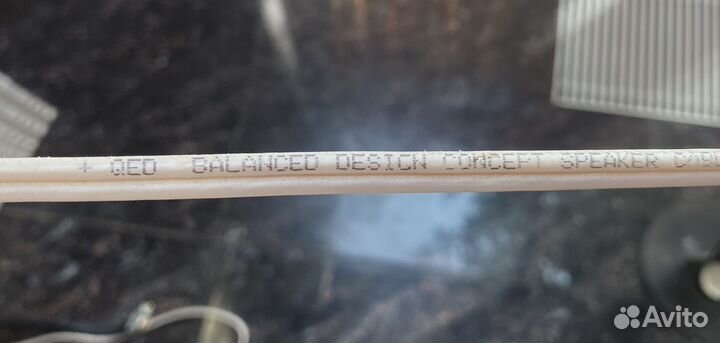 + QED BALANCED DESIGN CONCEPT SPEAKER
Avito